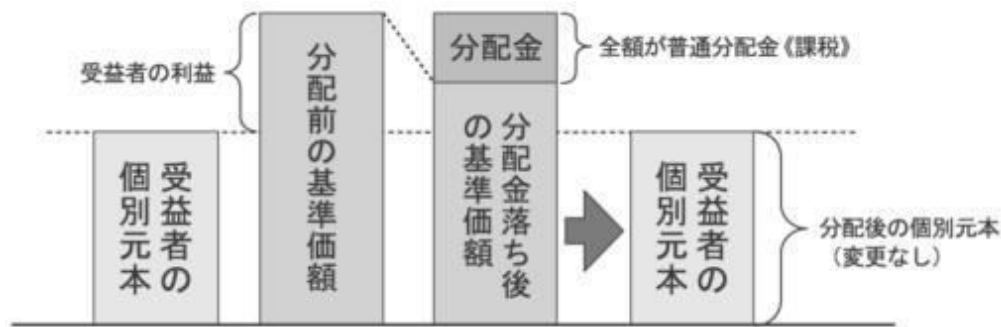 受益者の利益
分配前の基準価額
分配金
全額が普通分配金《課税》
受益者の
個別元本
分配金落ち後
の基準価額
受益者の
個別元本
分配後の個別元本
（変更なし）